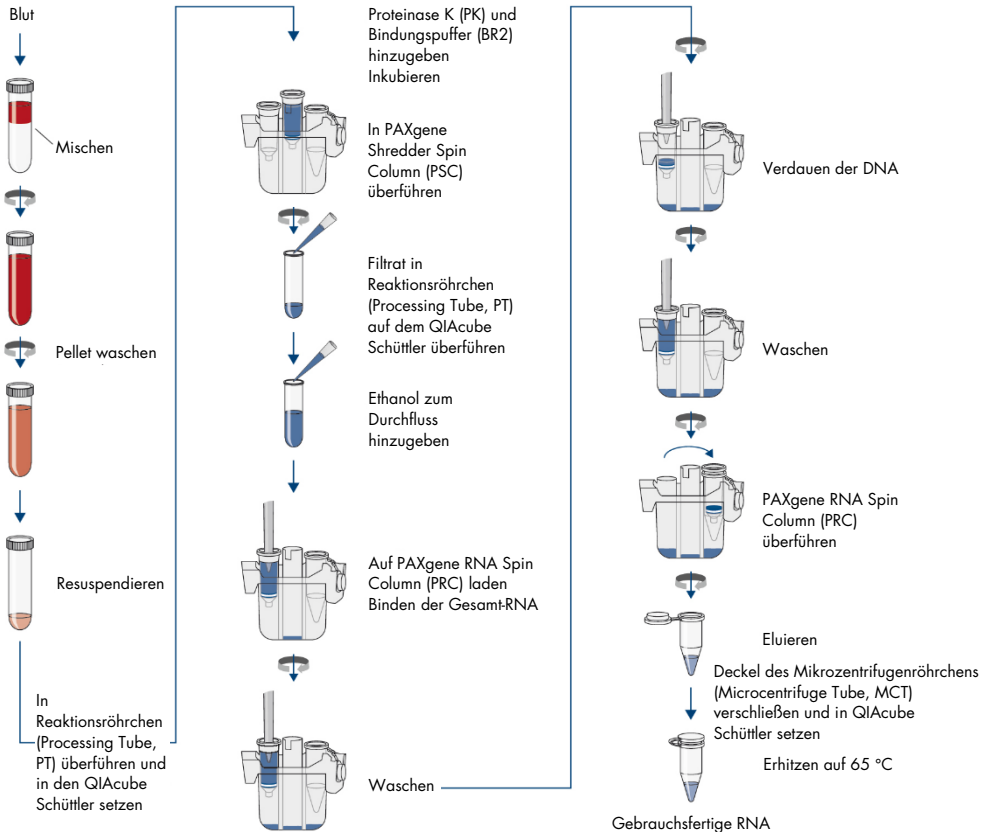 Blut
Mischen
Pellet waschen
Resuspendieren
In
Reaktionsröhrchen
(Processing Tube,
PT) überführen und
in den QIAcube
Schüttler setzen
Proteinase K (PK) und
Bindungspuffer (BR2)
hinzugeben
Inkubieren
In PAXgene
Shredder Spin
Column (PSC)
überführen
Filtrat in
Reaktionsröhrchen
(Processing Tube, PT)
auf dem QIAcube
Schüttler überführen
Ethanol zum
Durchfluss
hinzugeben
Auf PAXgene RNA Spin
Column (PRC) laden
Binden der Gesamt-RNA
Waschen
Verdauen der DNA
Waschen
PAXgene RNA Spin
Column (PRC)
überführen
Eluieren
Deckel des Mikrozentrifugenröhrchens
(Microcentrifuge Tube, MCT)
verschließen und in QIAcube
Schüttler setzen
Erhitzen auf 65 °C
Gebrauchsfertige RNA